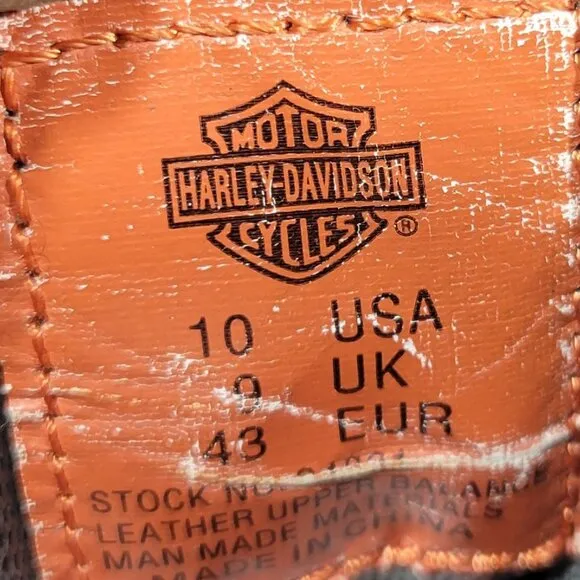 MOTOR
HARLEY-DAVIDSON
CYCLES ®
10 USA
9 UK
43 EUR
STOCK NO.
LEATHER UPPER BALANCE
MAN MADE MATERIALS
MADE IN CHINA